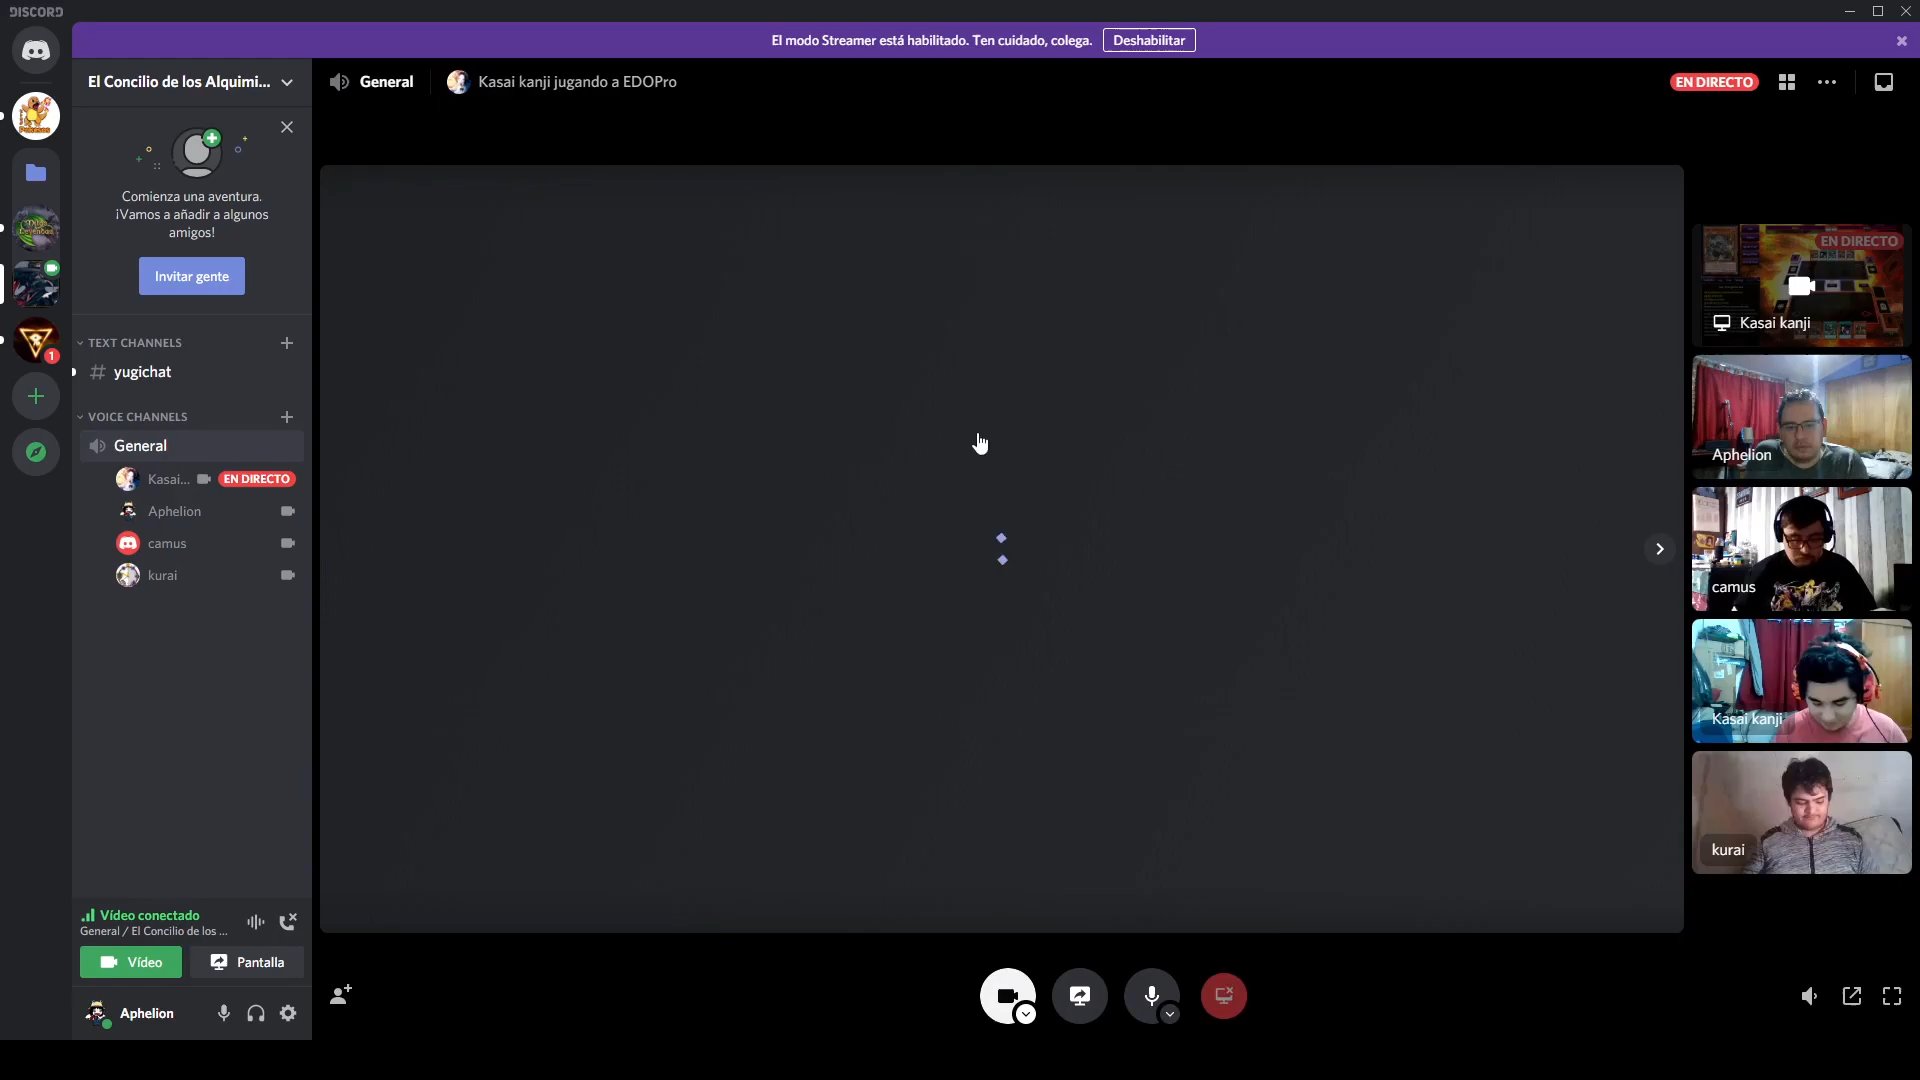 DISCORD
El modo Streamer está habilitado. Ten cuidado, colega.
Deshabilitar
El Concilio de los Alquimi...
General
Kasai kanji jugando a EDOPro
EN DIRECTO
Comienza una aventura.
¡Vamos a añadir a algunos
amigos!
Invitar gente
TEXT CHANNELS
yugichat
VOICE CHANNELS
General
Kasai...
EN DIRECTO
Aphelion
camus
kurai
1
EN DIRECTO
Kasai kanji
Aphelion
camus
Kasai kanji
kurai
Vídeo conectado
General / El Concilio de los ...
Vídeo
Pantalla
Aphelion